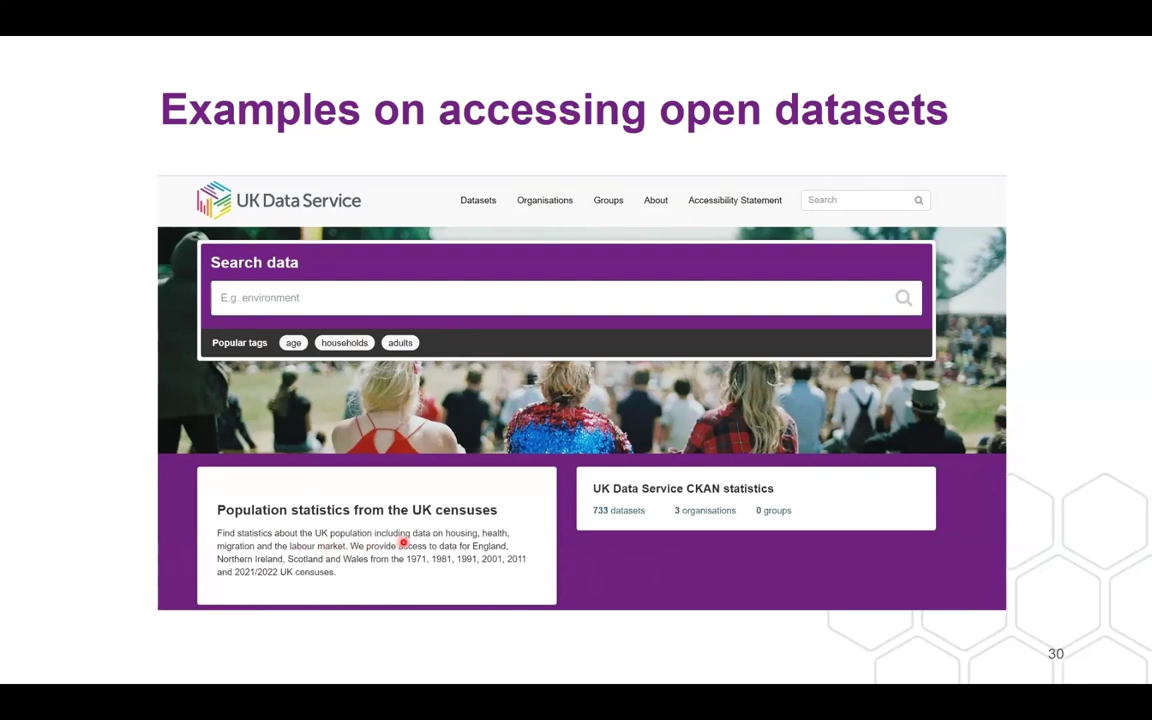 Examples on accessing open datasets
UK Data Service
Datasets Organisations Groups About Accessibility Statement Search
Search data
E.g. environment
Popular tags age households adults
Population statistics from the UK censuses
Find statistics about the UK population including data on housing, health,
migration and the labour market. We provide access to data for England,
Northern Ireland, Scotland and Wales from the 1971, 1981, 1991, 2001, 2011
and 2021/2022 UK censuses.
UK Data Service CKAN statistics
733 datasets 3 organisations 0 groups
30